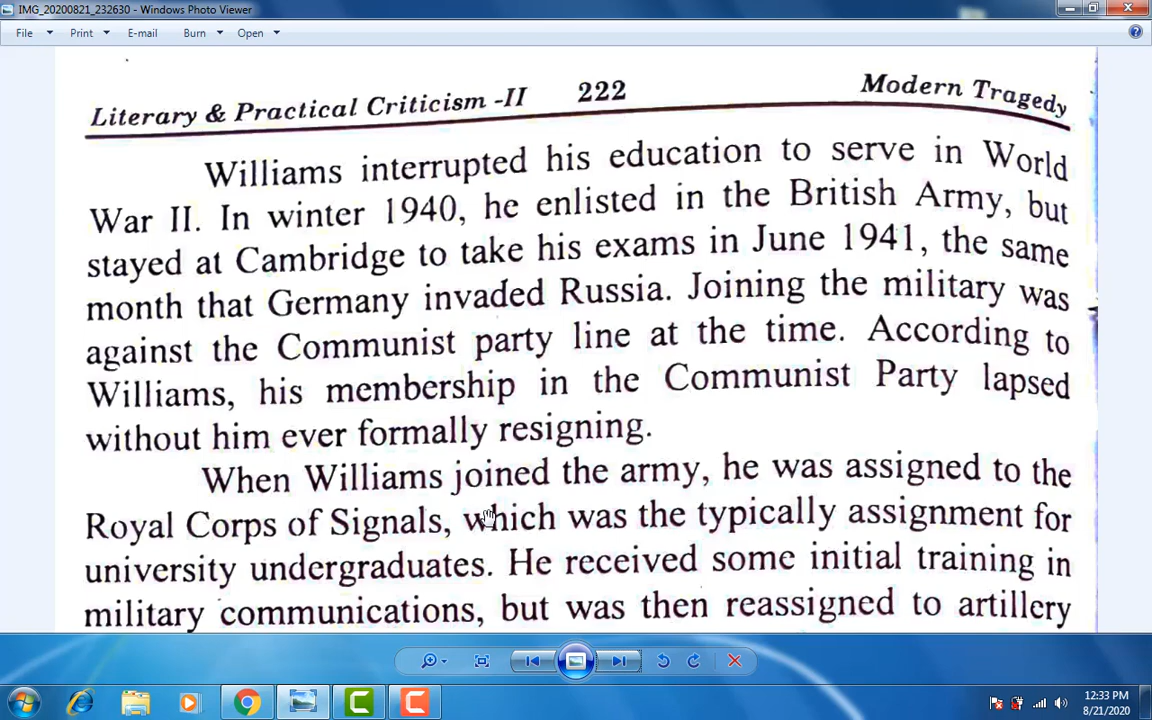 IMG_20200821_232630 - Windows Photo Viewer
File Print E-mail Burn Open
Literary & Practical Criticism -II 222 Modern Tragedy
Williams interrupted his education to serve in World
War II. In winter 1940, he enlisted in the British Army, but
stayed at Cambridge to take his exams in June 1941, the same
month that Germany invaded Russia. Joining the military was
against the Communist party line at the time. According to
Williams, his membership in the Communist Party lapsed
without him ever formally resigning.
When Williams joined the army, he was assigned to the
Royal Corps of Signals, which was the typically assignment for
university undergraduates. He received some initial training in
military communications, but was then reassigned to artillery
12:33 PM
8/21/2020